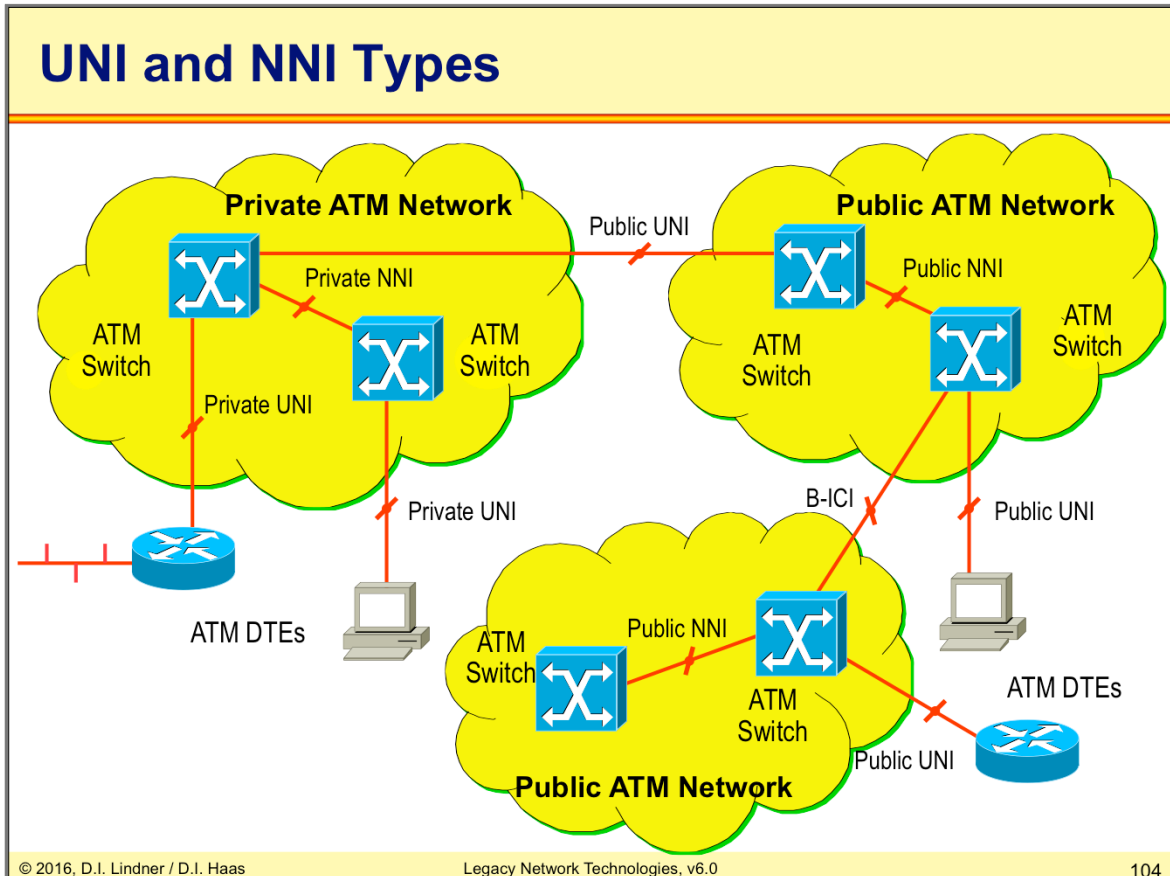 UNI and NNI Types
Private ATM Network
Public ATM Network
Public UNI
Private NNI
Public NNI
ATM
Switch
ATM
Switch
ATM
Switch
ATM
Switch
Private UNI
Private UNI
B-ICI
Public UNI
ATM DTEs
ATM
Switch
Public NNI
ATM
Switch
ATM DTEs
Public UNI
Public ATM Network
© 2016, D.I. Lindner / D.I. Haas
Legacy Network Technologies, v6.0
104